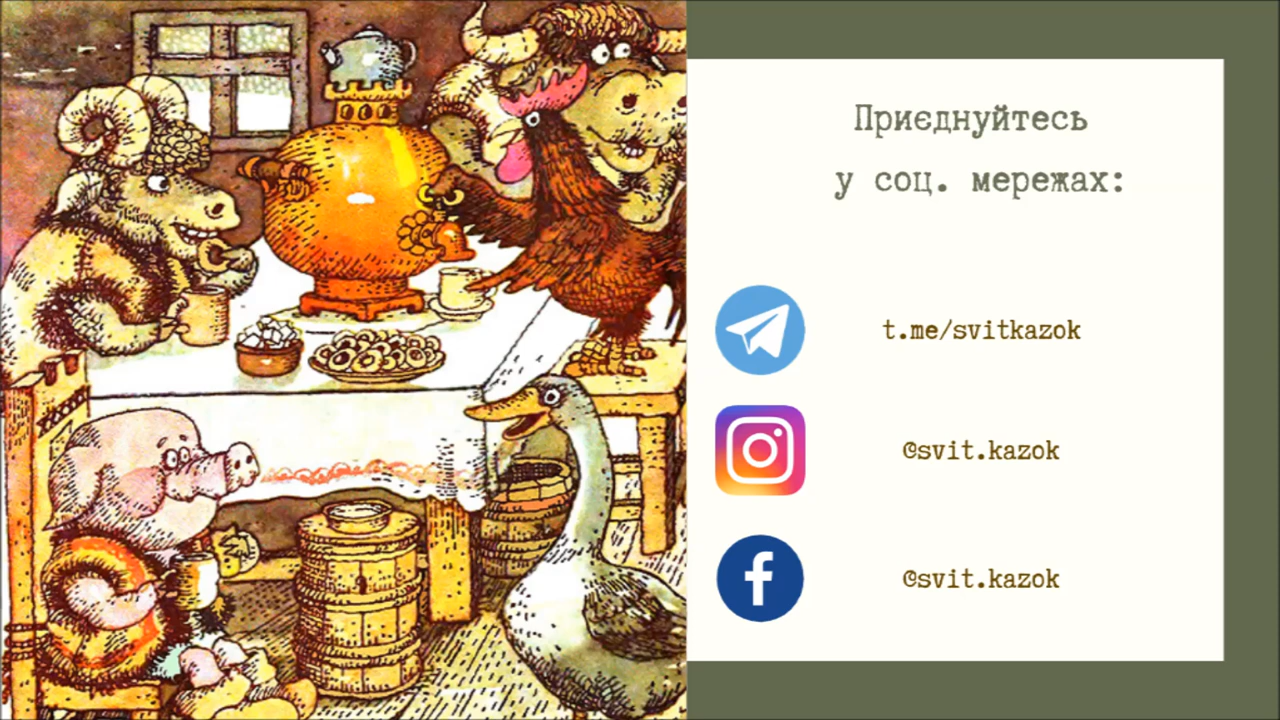 Приєднуйтесь
у соц. мережах:
t.me/svitkazok
@svit.kazok
@svit.kazok